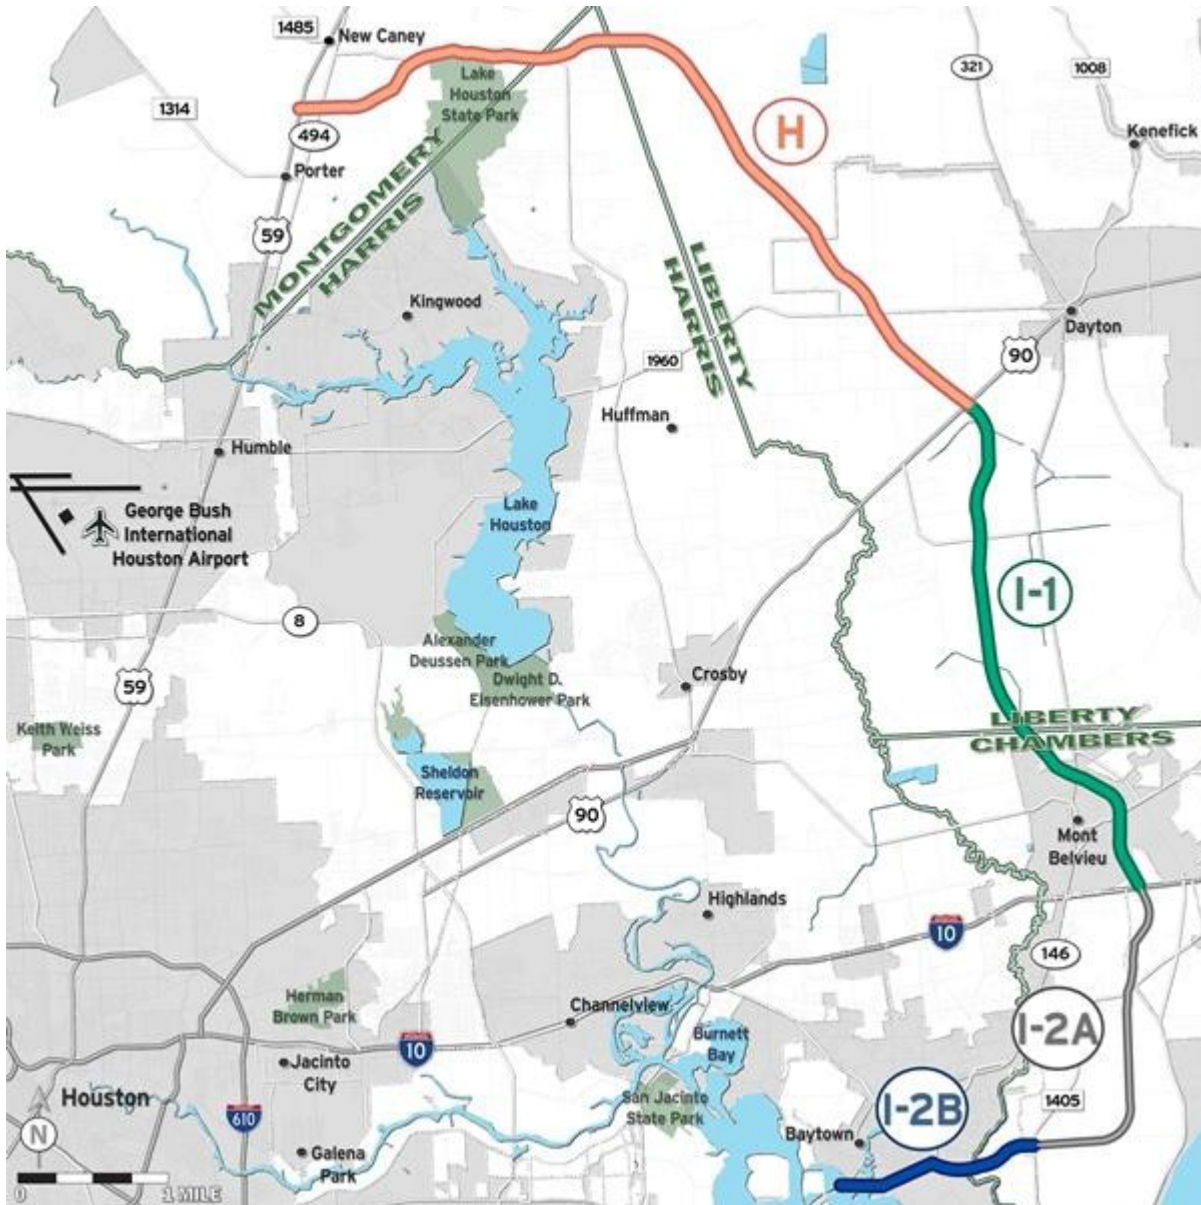 1485
New Caney
321
1008
Lake
Houston
State Park
1314
H
Kenefick
494
Porter
MONTGOMERY
HARRIS
59
LIBERTY
HARRIS
Kingwood
Dayton
90
1960
Huffman
Humble
George Bush
International
Houston Airport
Lake
Houston
I-1
8
Alexander
Deussen Park
Dwight D.
Eisenhower Park
Crosby
59
Keith Weiss
Park
LIBERTY
CHAMBERS
Sheldon
Reservoir
90
Mont
Belvieu
Highlands
10
146
Herman
Brown Park
Channelview
I-2A
10
Burnett
Bay
Jacinto
City
Houston
San Jacinto
State Park
I-2B
1405
610
N
Baytown
Galena
Park
0
1 MILE